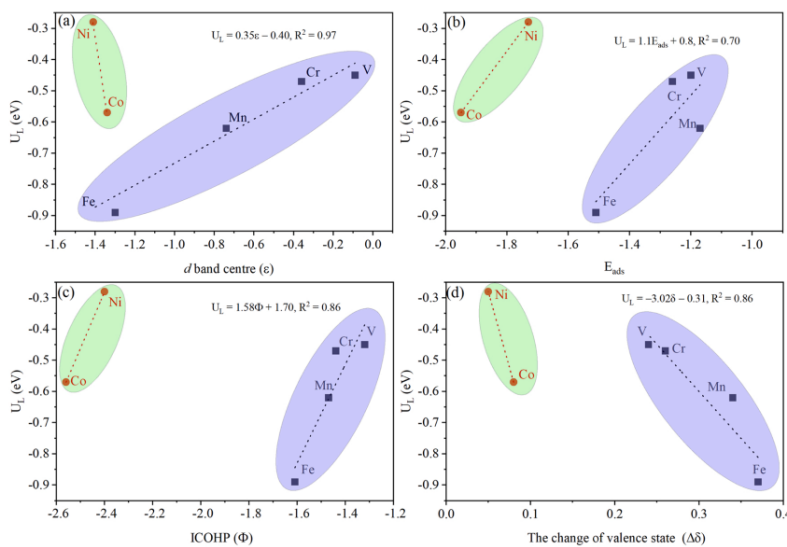 (a)
U_L = 0.35ε − 0.40, R² = 0.97
Ni
Co
Cr
V
Mn
Fe
-0.3
-0.4
-0.5
-0.6
-0.7
-0.8
-0.9
U_L (eV)
-1.6 -1.4 -1.2 -1.0 -0.8 -0.6 -0.4 -0.2 0.0
d band centre (ε)
(b)
U_L = 1.1E_ads + 0.8, R² = 0.70
Ni
Co
V
Cr
Mn
Fe
-0.3
-0.4
-0.5
-0.6
-0.7
-0.8
-0.9
U_L (eV)
-2.0 -1.8 -1.6 -1.4 -1.2 -1.0
E_ads
(c)
U_L = 1.58Φ + 1.70, R² = 0.86
Ni
Co
Cr
V
Mn
Fe
-0.3
-0.4
-0.5
-0.6
-0.7
-0.8
-0.9
U_L (eV)
-2.6 -2.4 -2.2 -2.0 -1.8 -1.6 -1.4 -1.2
ICOHP (Φ)
(d)
U_L = −3.02δ − 0.31, R² = 0.86
Ni
Co
V
Cr
Mn
Fe
-0.3
-0.4
-0.5
-0.6
-0.7
-0.8
-0.9
U_L (eV)
0.0 0.1 0.2 0.3 0.4
The change of valence state (Δδ)